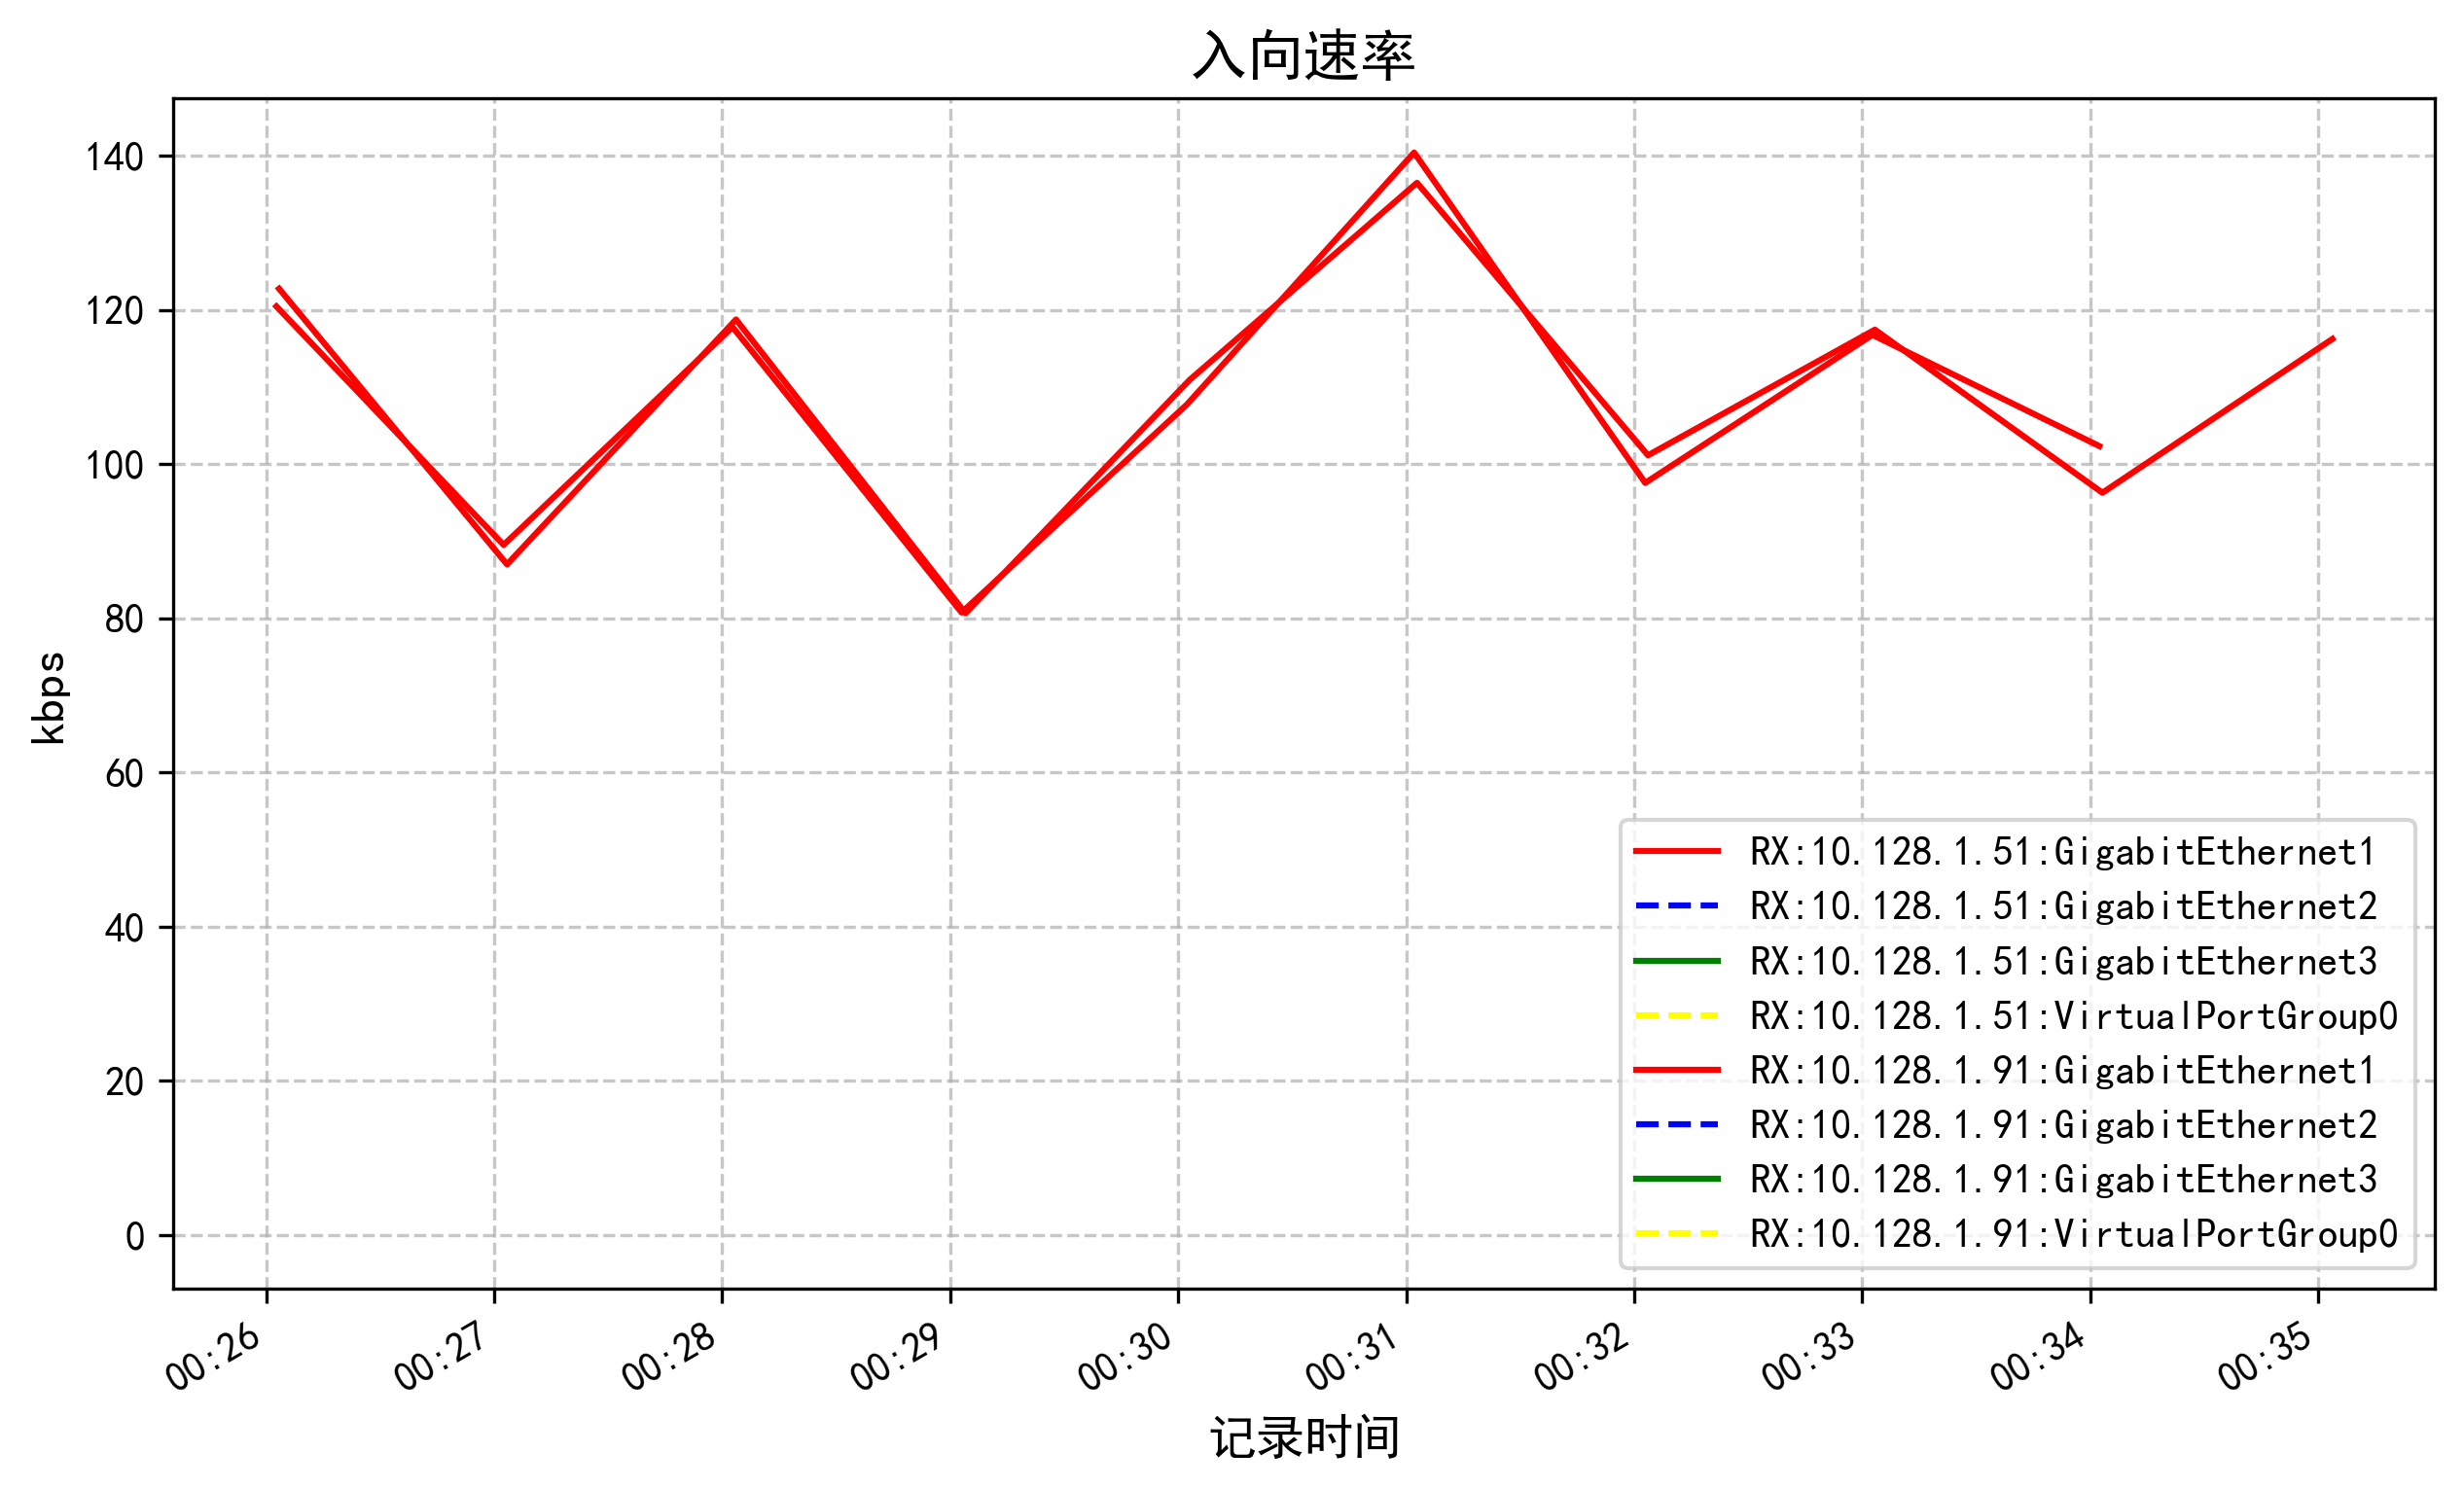 入向速率
kbps
140
120
100
80
60
40
20
0
RX:10.128.1.51:GigabitEthernet1
RX:10.128.1.51:GigabitEthernet2
RX:10.128.1.51:GigabitEthernet3
RX:10.128.1.51:VirtualPortGroup0
RX:10.128.1.91:GigabitEthernet1
RX:10.128.1.91:GigabitEthernet2
RX:10.128.1.91:GigabitEthernet3
RX:10.128.1.91:VirtualPortGroup0
00:26 00:27 00:28 00:29 00:30 00:31 00:32 00:33 00:34 00:35
记录时间